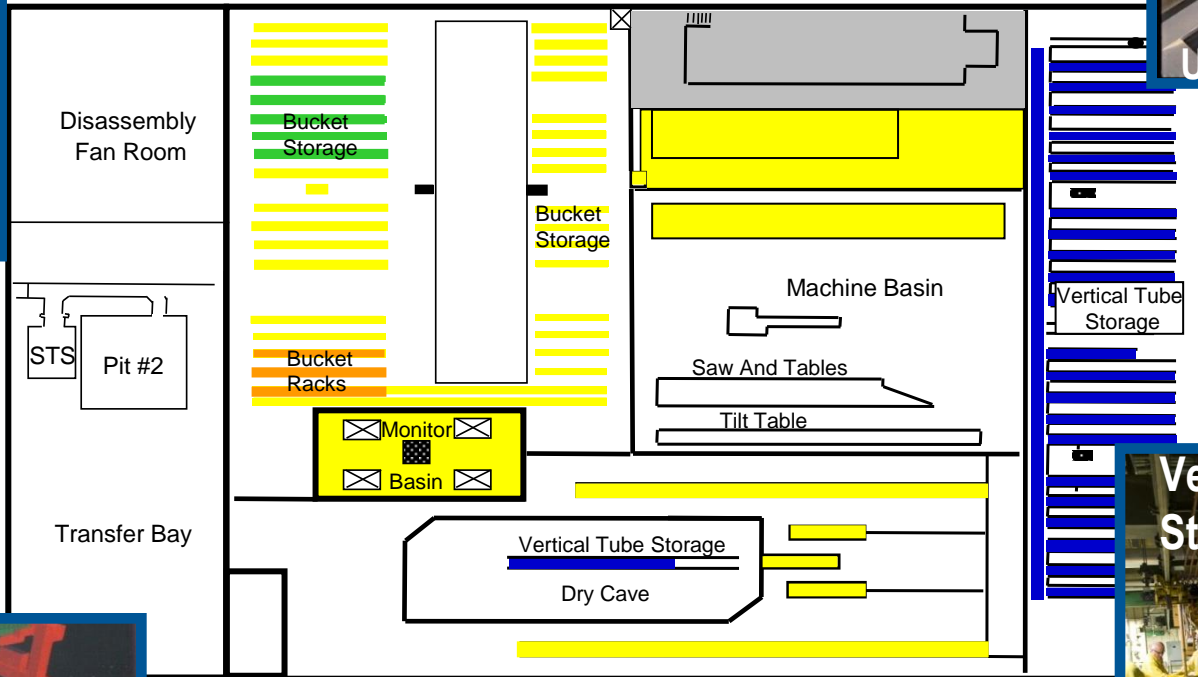 Disassembly
Fan Room
Bucket
Storage
Bucket
Storage
Machine Basin
Vertical Tube
Storage
STS
Pit #2
Bucket
Racks
Saw And Tables
Tilt Table
Monitor
Basin
Transfer Bay
Vertical Tube Storage
Dry Cave